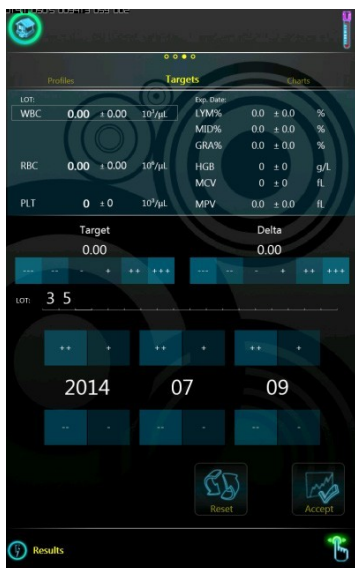 Profiles Targets Charts
LOT: Exp. Date:
WBC 0.00 ± 0.00 10³/µL LYM% 0.0 ± 0.0 %
MID% 0.0 ± 0.0 %
GRA% 0.0 ± 0.0 %
RBC 0.00 ± 0.00 10⁶/µL HGB 0 ± 0 g/L
MCV 0 ± 0 fL
PLT 0 ± 0 10³/µL MPV 0.0 ± 0.0 fL
Target Delta
0.00 0.00
--- -- - + ++ +++ --- -- - + ++ +++
LOT: 3 5
++ + ++ + ++ +
2014 07 09
-- - -- - -- -
Reset Accept
Results